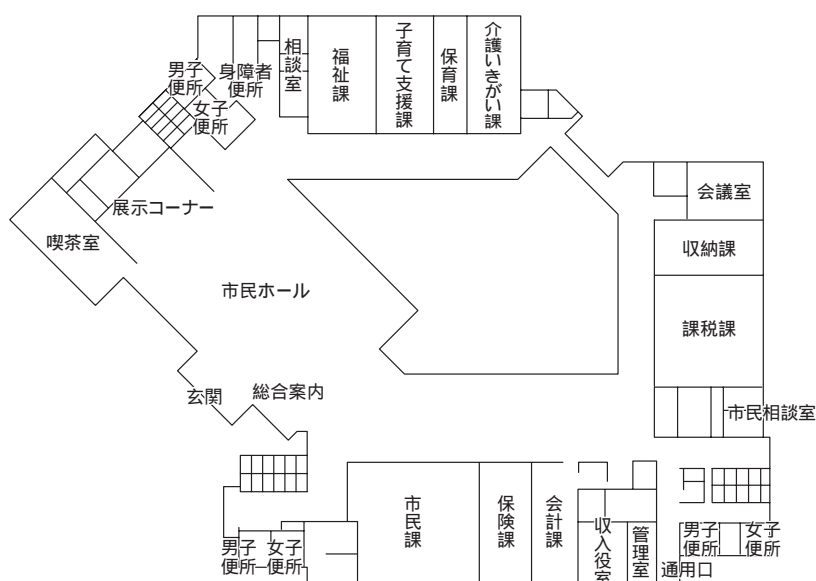 相談室
福祉課
子育て支援課
保育課
介護いきがい課
男子
便所
身障者
便所
女子
便所
会議室
展示コーナー
喫茶室
収納課
市民ホール
課税課
玄関
総合案内
市民相談室
市民課
保険課
会計課
収入役室
管理室
男子
便所
女子
便所
男子
便所
女子
便所
通用口